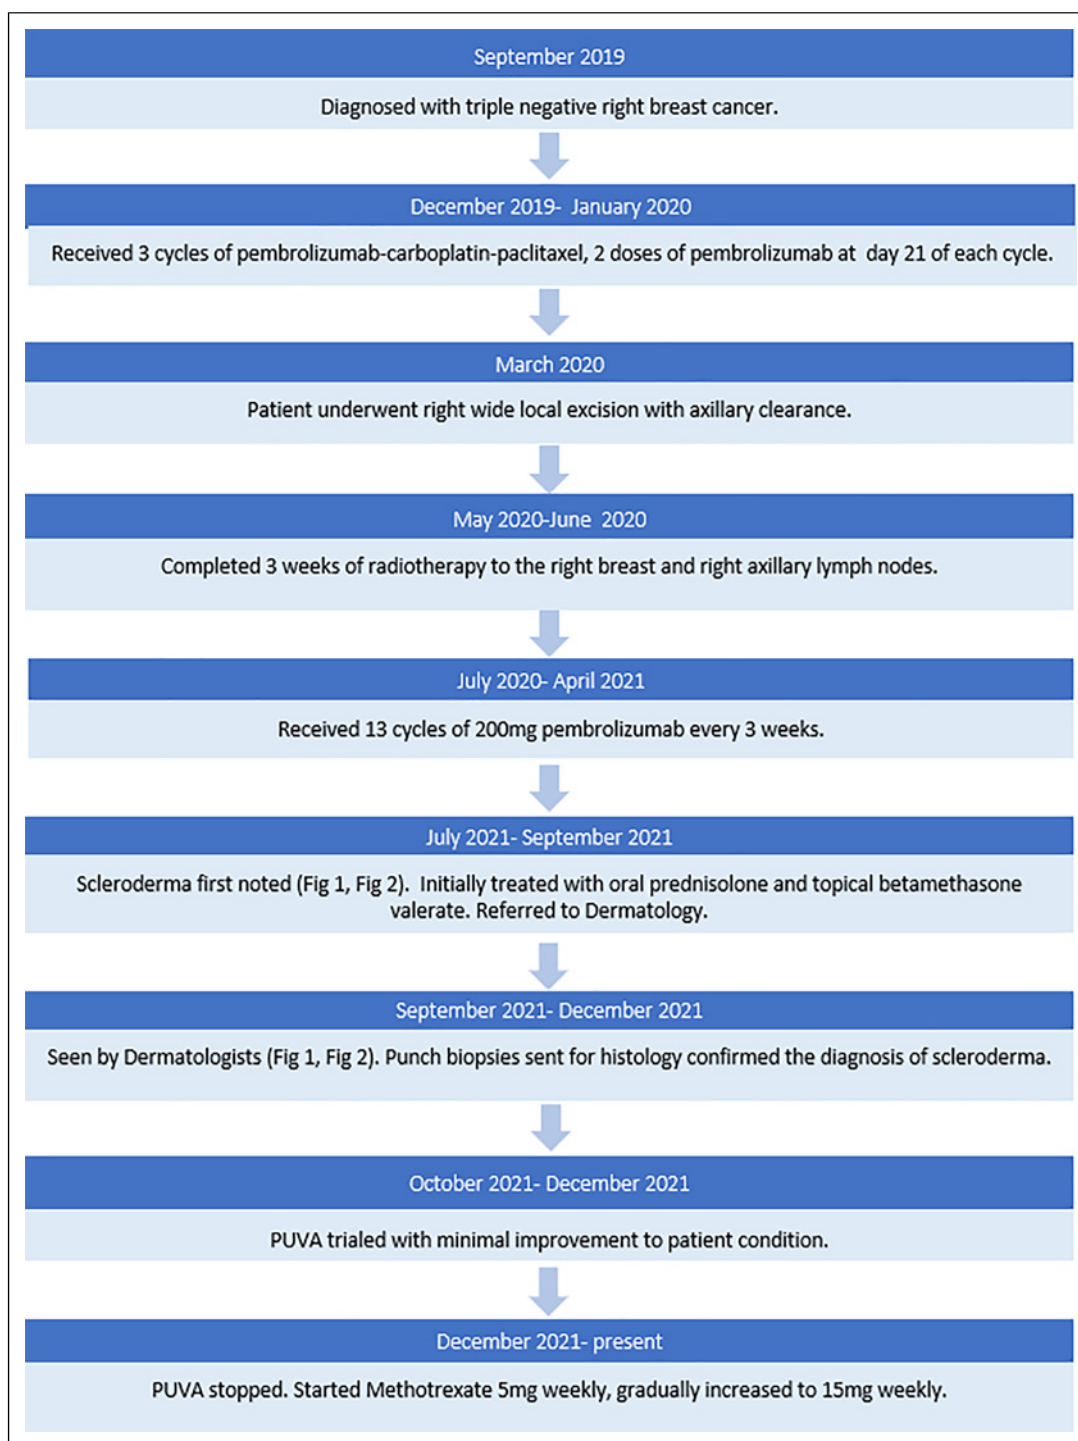 September 2019
Diagnosed with triple negative right breast cancer.
December 2019- January 2020
Received 3 cycles of pembrolizumab-carboplatin-paclitaxel, 2 doses of pembrolizumab at day 21 of each cycle.
March 2020
Patient underwent right wide local excision with axillary clearance.
May 2020-June 2020
Completed 3 weeks of radiotherapy to the right breast and right axillary lymph nodes.
July 2020- April 2021
Received 13 cycles of 200mg pembrolizumab every 3 weeks.
July 2021- September 2021
Scleroderma first noted (Fig 1, Fig 2). Initially treated with oral prednisolone and topical betamethasone
valerate. Referred to Dermatology.
September 2021- December 2021
Seen by Dermatologists (Fig 1, Fig 2). Punch biopsies sent for histology confirmed the diagnosis of scleroderma.
October 2021- December 2021
PUVA trialed with minimal improvement to patient condition.
December 2021- present
PUVA stopped. Started Methotrexate 5mg weekly, gradually increased to 15mg weekly.